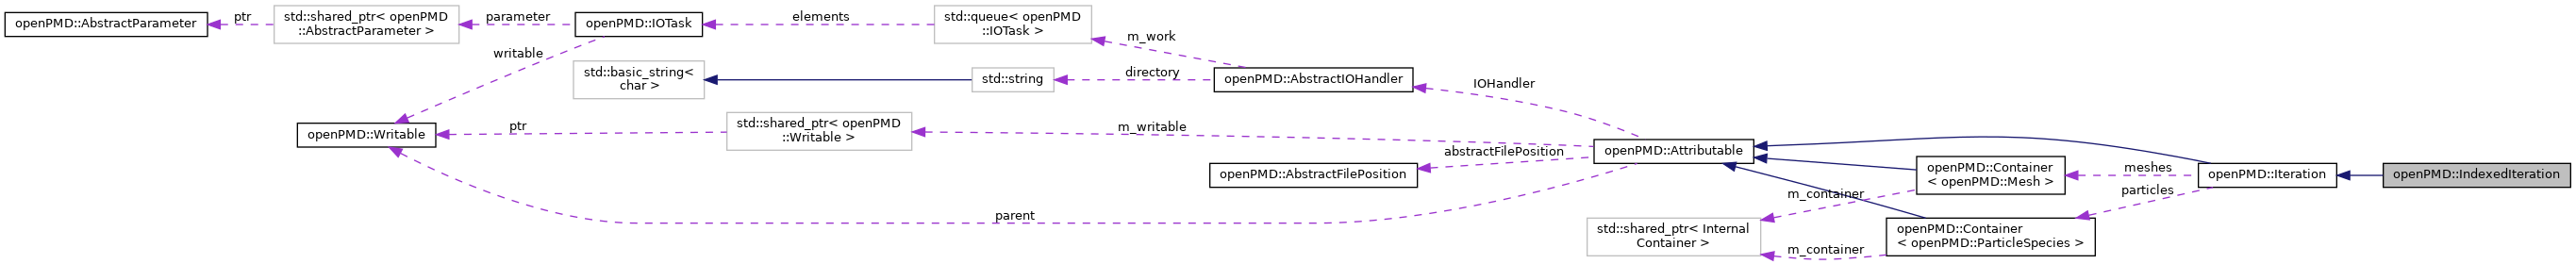 openPMD::AbstractParameter
ptr
std::shared_ptr< openPMD
::AbstractParameter >
parameter
openPMD::IOTask
elements
std::queue< openPMD
::IOTask >
m_work
writable
std::basic_string<
char >
std::string
directory
openPMD::AbstractIOHandler
IOHandler
openPMD::Writable
ptr
std::shared_ptr< openPMD
::Writable >
m_writable
abstractFilePosition
openPMD::Attributable
openPMD::AbstractFilePosition
parent
openPMD::Container
< openPMD::Mesh >
meshes
openPMD::Iteration
openPMD::IndexedIteration
particles
m_container
std::shared_ptr< Internal
Container >
openPMD::Container
< openPMD::ParticleSpecies >
m_container